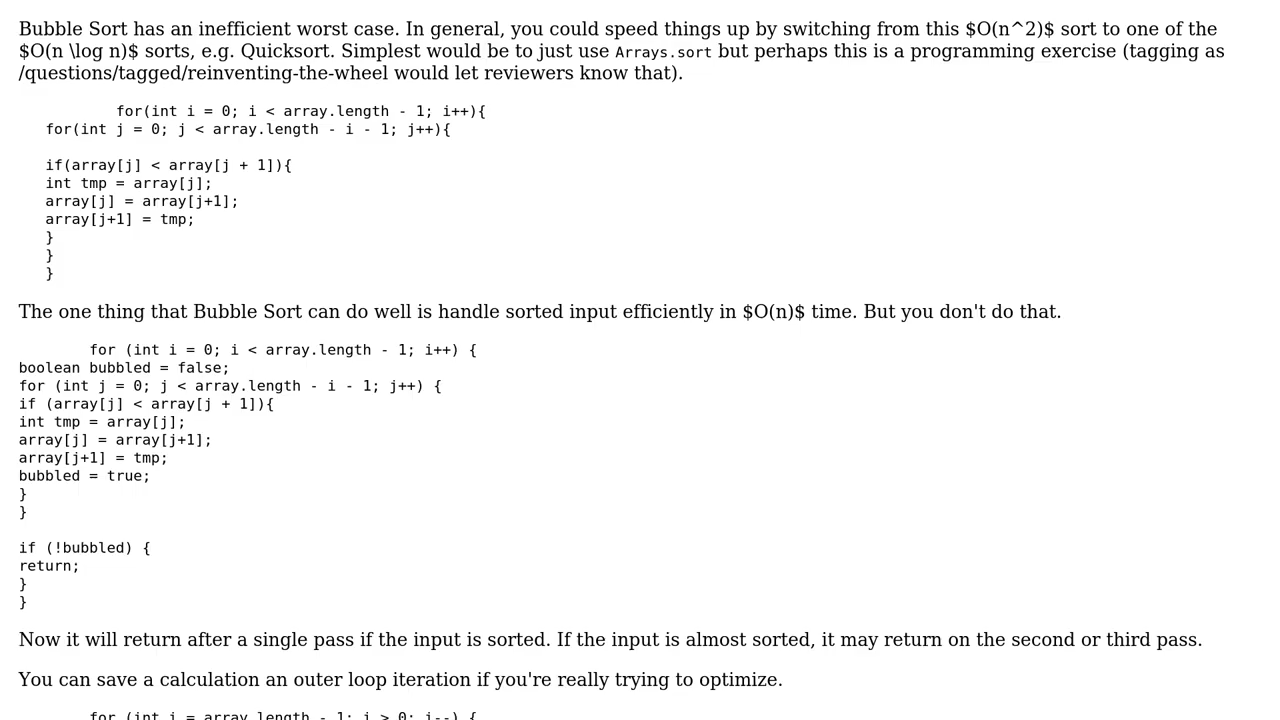 Bubble Sort has an inefficient worst case. In general, you could speed things up by switching from this $O(n^2)$ sort to one of the
$O(n \log n)$ sorts, e.g. Quicksort. Simplest would be to just use Arrays.sort but perhaps this is a programming exercise (tagging as
/questions/tagged/reinventing-the-wheel would let reviewers know that).
for(int i = 0; i < array.length - 1; i++){
for(int j = 0; j < array.length - i - 1; j++){
if(array[j] < array[j + 1]){
int tmp = array[j];
array[j] = array[j+1];
array[j+1] = tmp;
}
}
}
The one thing that Bubble Sort can do well is handle sorted input efficiently in $O(n)$ time. But you don't do that.
for (int i = 0; i < array.length - 1; i++) {
boolean bubbled = false;
for (int j = 0; j < array.length - i - 1; j++) {
if (array[j] < array[j + 1]){
int tmp = array[j];
array[j] = array[j+1];
array[j+1] = tmp;
bubbled = true;
}
}
if (!bubbled) {
return;
}
}
Now it will return after a single pass if the input is sorted. If the input is almost sorted, it may return on the second or third pass.
You can save a calculation an outer loop iteration if you're really trying to optimize.
for (int i = array.length - 1; i > 0; i--) {